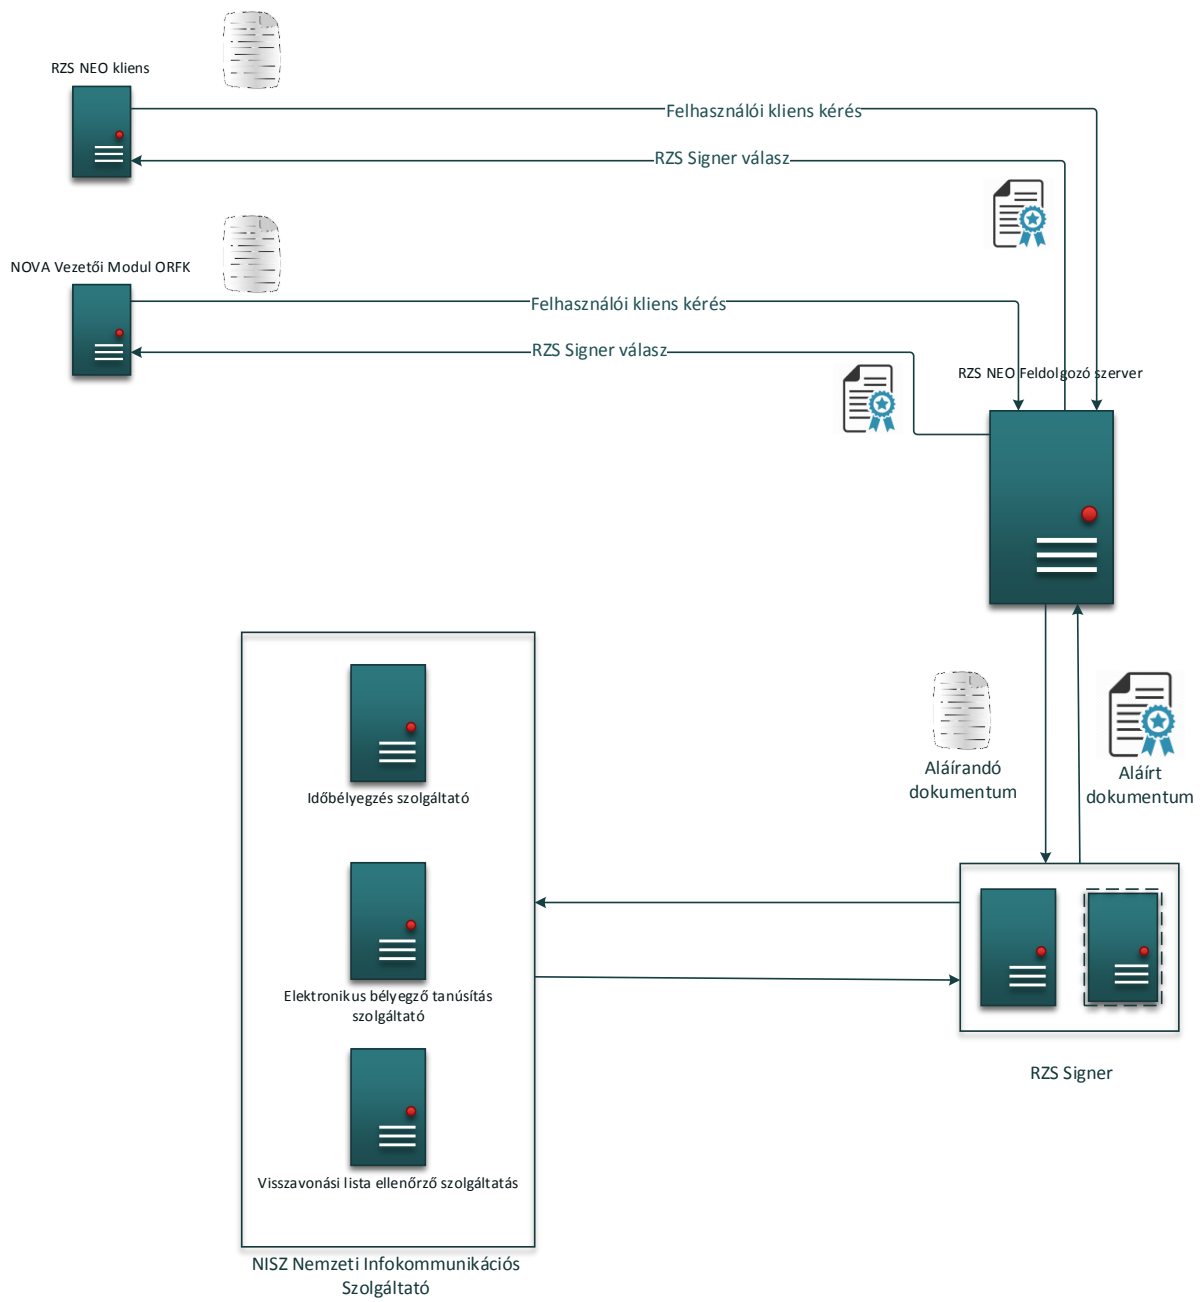 RZS NEO kliens
Felhasználói kliens kérés
RZS Signer válasz
NOVA Vezetői Modul ORFK
Felhasználói kliens kérés
RZS Signer válasz
RZS NEO Feldolgozó szerver
Aláírandó
dokumentum
Aláírt
dokumentum
Időbélyegzés szolgáltató
Elektronikus bélyegző tanúsítás
szolgáltató
RZS Signer
Visszavonási lista ellenőrző szolgáltatás
NISZ Nemzeti Infokommunikációs
Szolgáltató